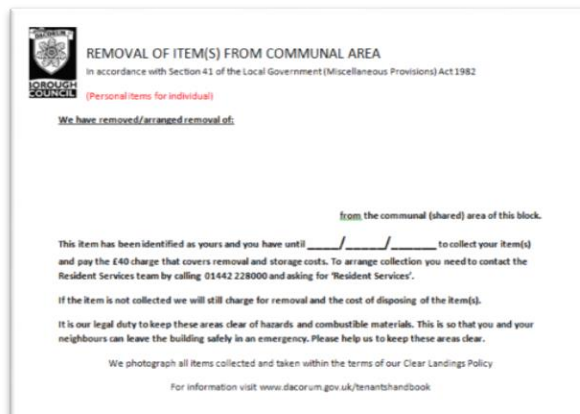 DACORUM
BOROUGH
COUNCIL
REMOVAL OF ITEM(S) FROM COMMUNAL AREA
In accordance with Section 41 of the Local Government (Miscellaneous Provisions) Act 1982
(Personal items for individual)
We have removed/arranged removal of:
from the communal (shared) area of this block.
This item has been identified as yours and you have until ____/____/_____ to collect your item(s)
and pay the £40 charge that covers removal and storage costs. To arrange collection you need to contact the
Resident Services team by calling 01442 228000 and asking for 'Resident Services'.
If the item is not collected we will still charge for removal and the cost of disposing of the item(s).
It is our legal duty to keep these areas clear of hazards and combustible materials. This is so that you and your
neighbours can leave the building safely in an emergency. Please help us to keep these areas clear.
We photograph all items collected and taken within the terms of our Clear Landings Policy
For information visit www.dacorum.gov.uk/tenantshandbook